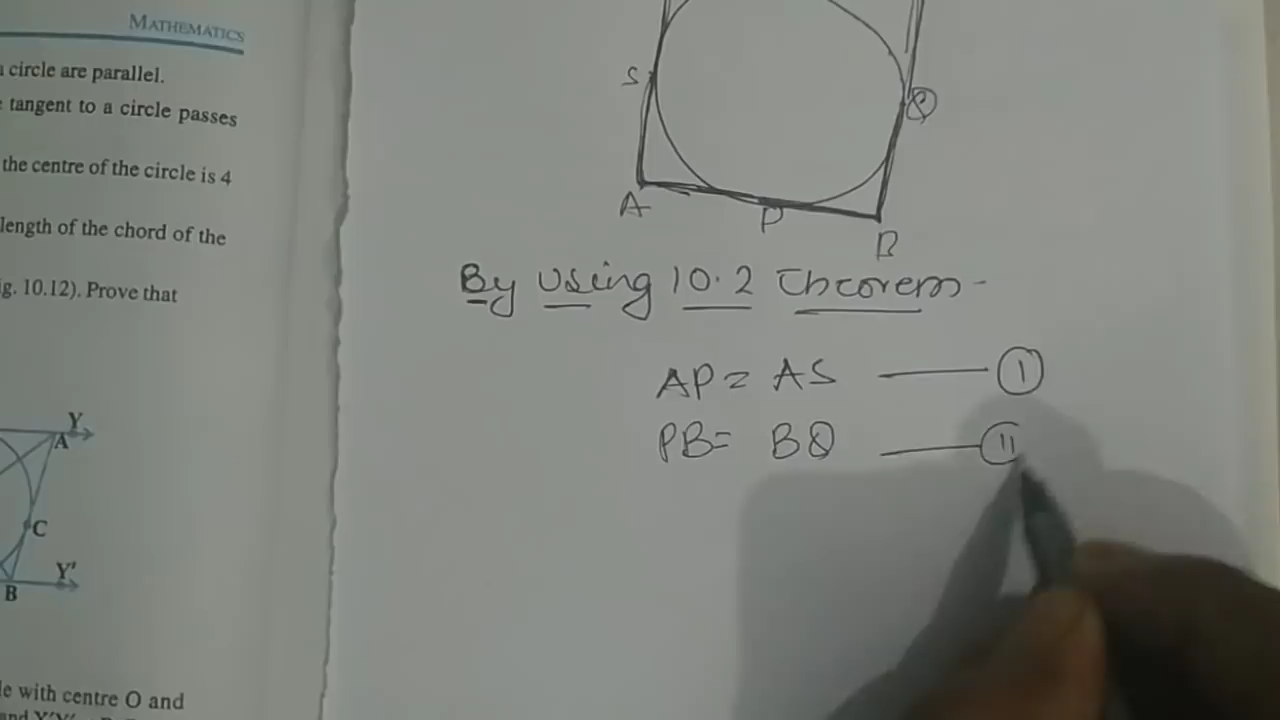 MATHEMATICS
a circle are parallel.
tangent to a circle passes
the centre of the circle is 4
length of the chord of the
ig. 10.12). Prove that
Y
A
C
Y'
B
le with centre O and
S
Q
A
P
B
By Using 10.2 Theorem-
AP = AS —— I
PB = BQ —— II